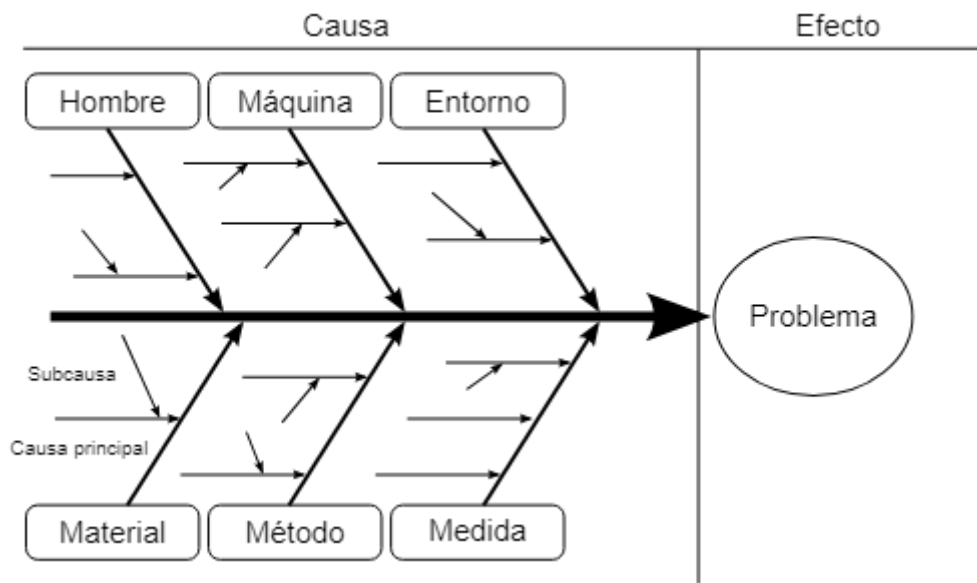 Causa
Efecto
Hombre
Máquina
Entorno
Problema
Subcausa
Causa principal
Material
Método
Medida